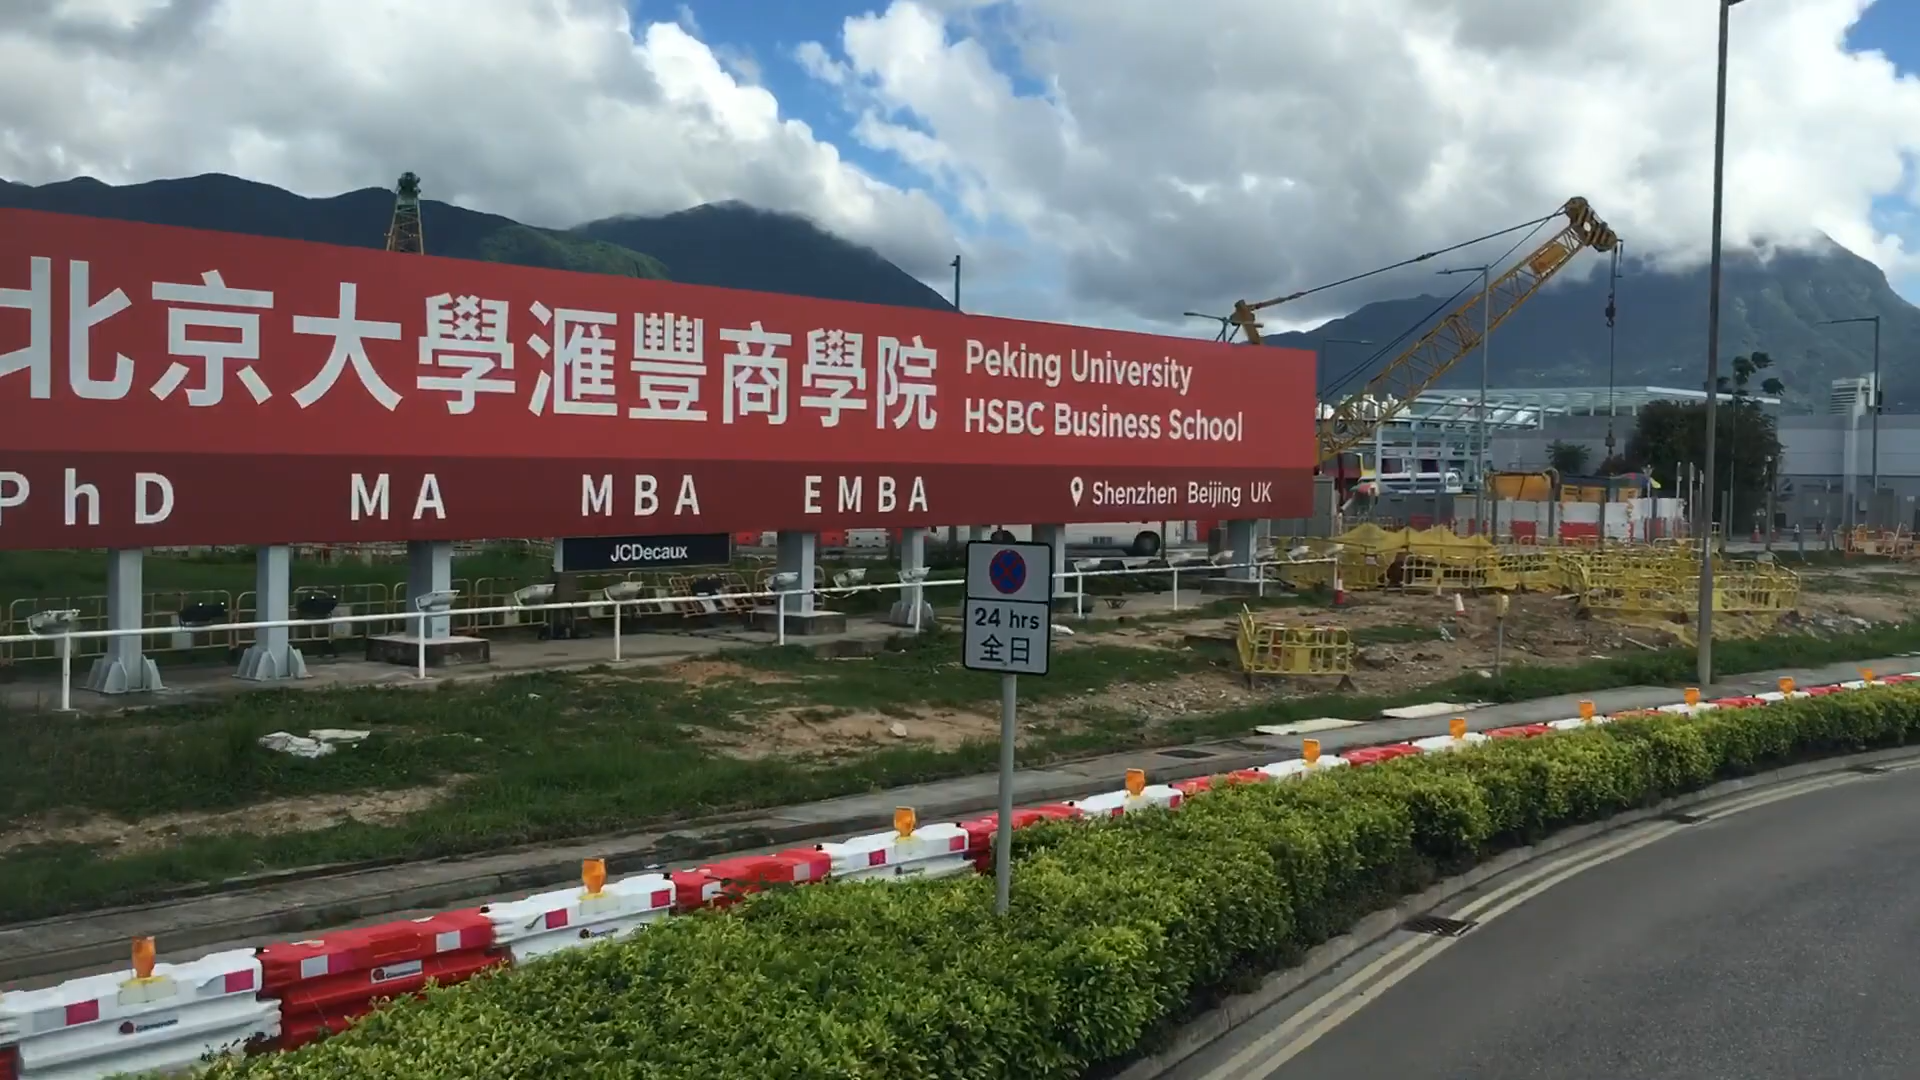 北京大學滙豐商學院
Peking University
HSBC Business School
PhD MA MBA EMBA
Shenzhen Beijing UK
JCDecaux
24 hrs
全日